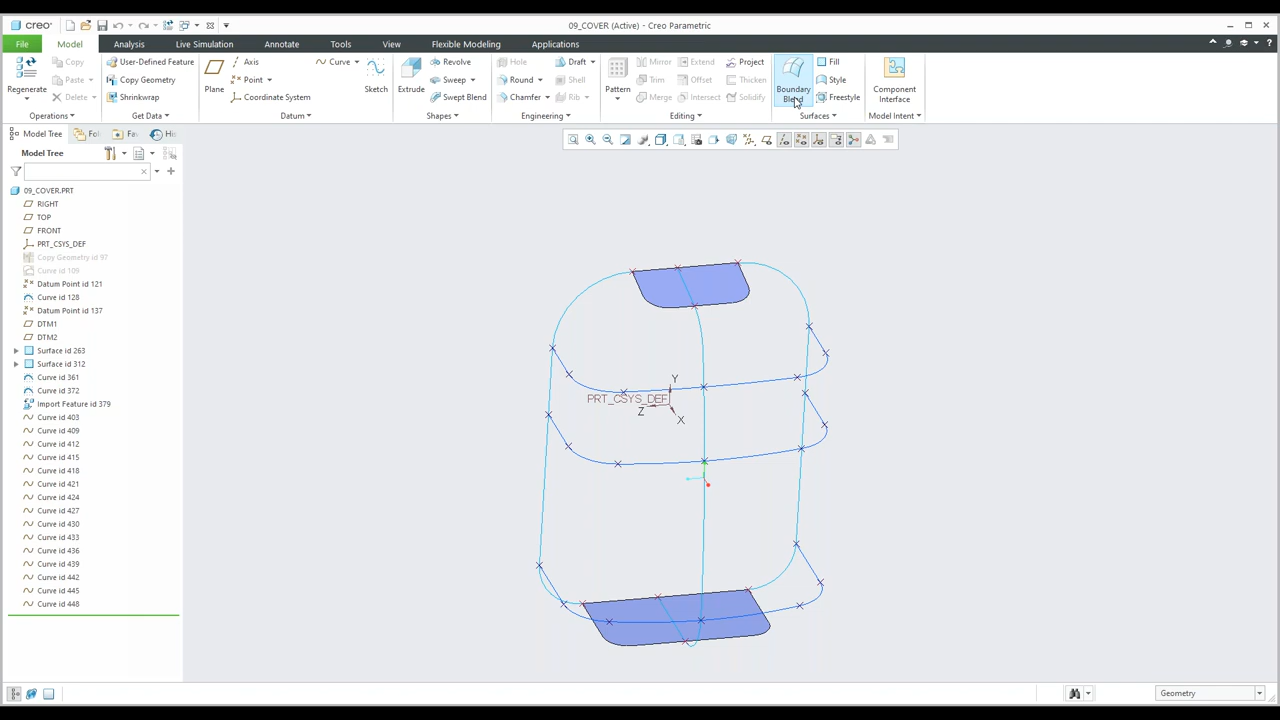 creo
09_COVER (Active) - Creo Parametric
File Model Analysis Live Simulation Annotate Tools View Flexible Modeling Applications
Regenerate
Copy
Paste
Delete
Operations
User-Defined Feature
Copy Geometry
Shrinkwrap
Get Data
Plane
Axis
Point
Coordinate System
Curve
Sketch
Datum
Extrude
Revolve
Sweep
Swept Blend
Shapes
Hole
Round
Chamfer
Draft
Shell
Rib
Engineering
Pattern
Mirror
Trim
Merge
Extend
Offset
Intersect
Project
Thicken
Solidify
Editing
Boundary
Blend
Fill
Style
Freestyle
Surfaces
Component
Interface
Model Intent
Model Tree Fol Fav His
Model Tree
09_COVER.PRT
RIGHT
TOP
FRONT
PRT_CSYS_DEF
Copy Geometry id 97
Curve id 109
Datum Point id 121
Curve id 128
Datum Point id 137
DTM1
DTM2
Surface id 263
Surface id 312
Curve id 361
Curve id 372
Import Feature id 379
Curve id 403
Curve id 409
Curve id 412
Curve id 415
Curve id 418
Curve id 421
Curve id 424
Curve id 427
Curve id 430
Curve id 433
Curve id 436
Curve id 439
Curve id 442
Curve id 445
Curve id 448
Y
PRT_CSYS_DEF
Z
X
Geometry